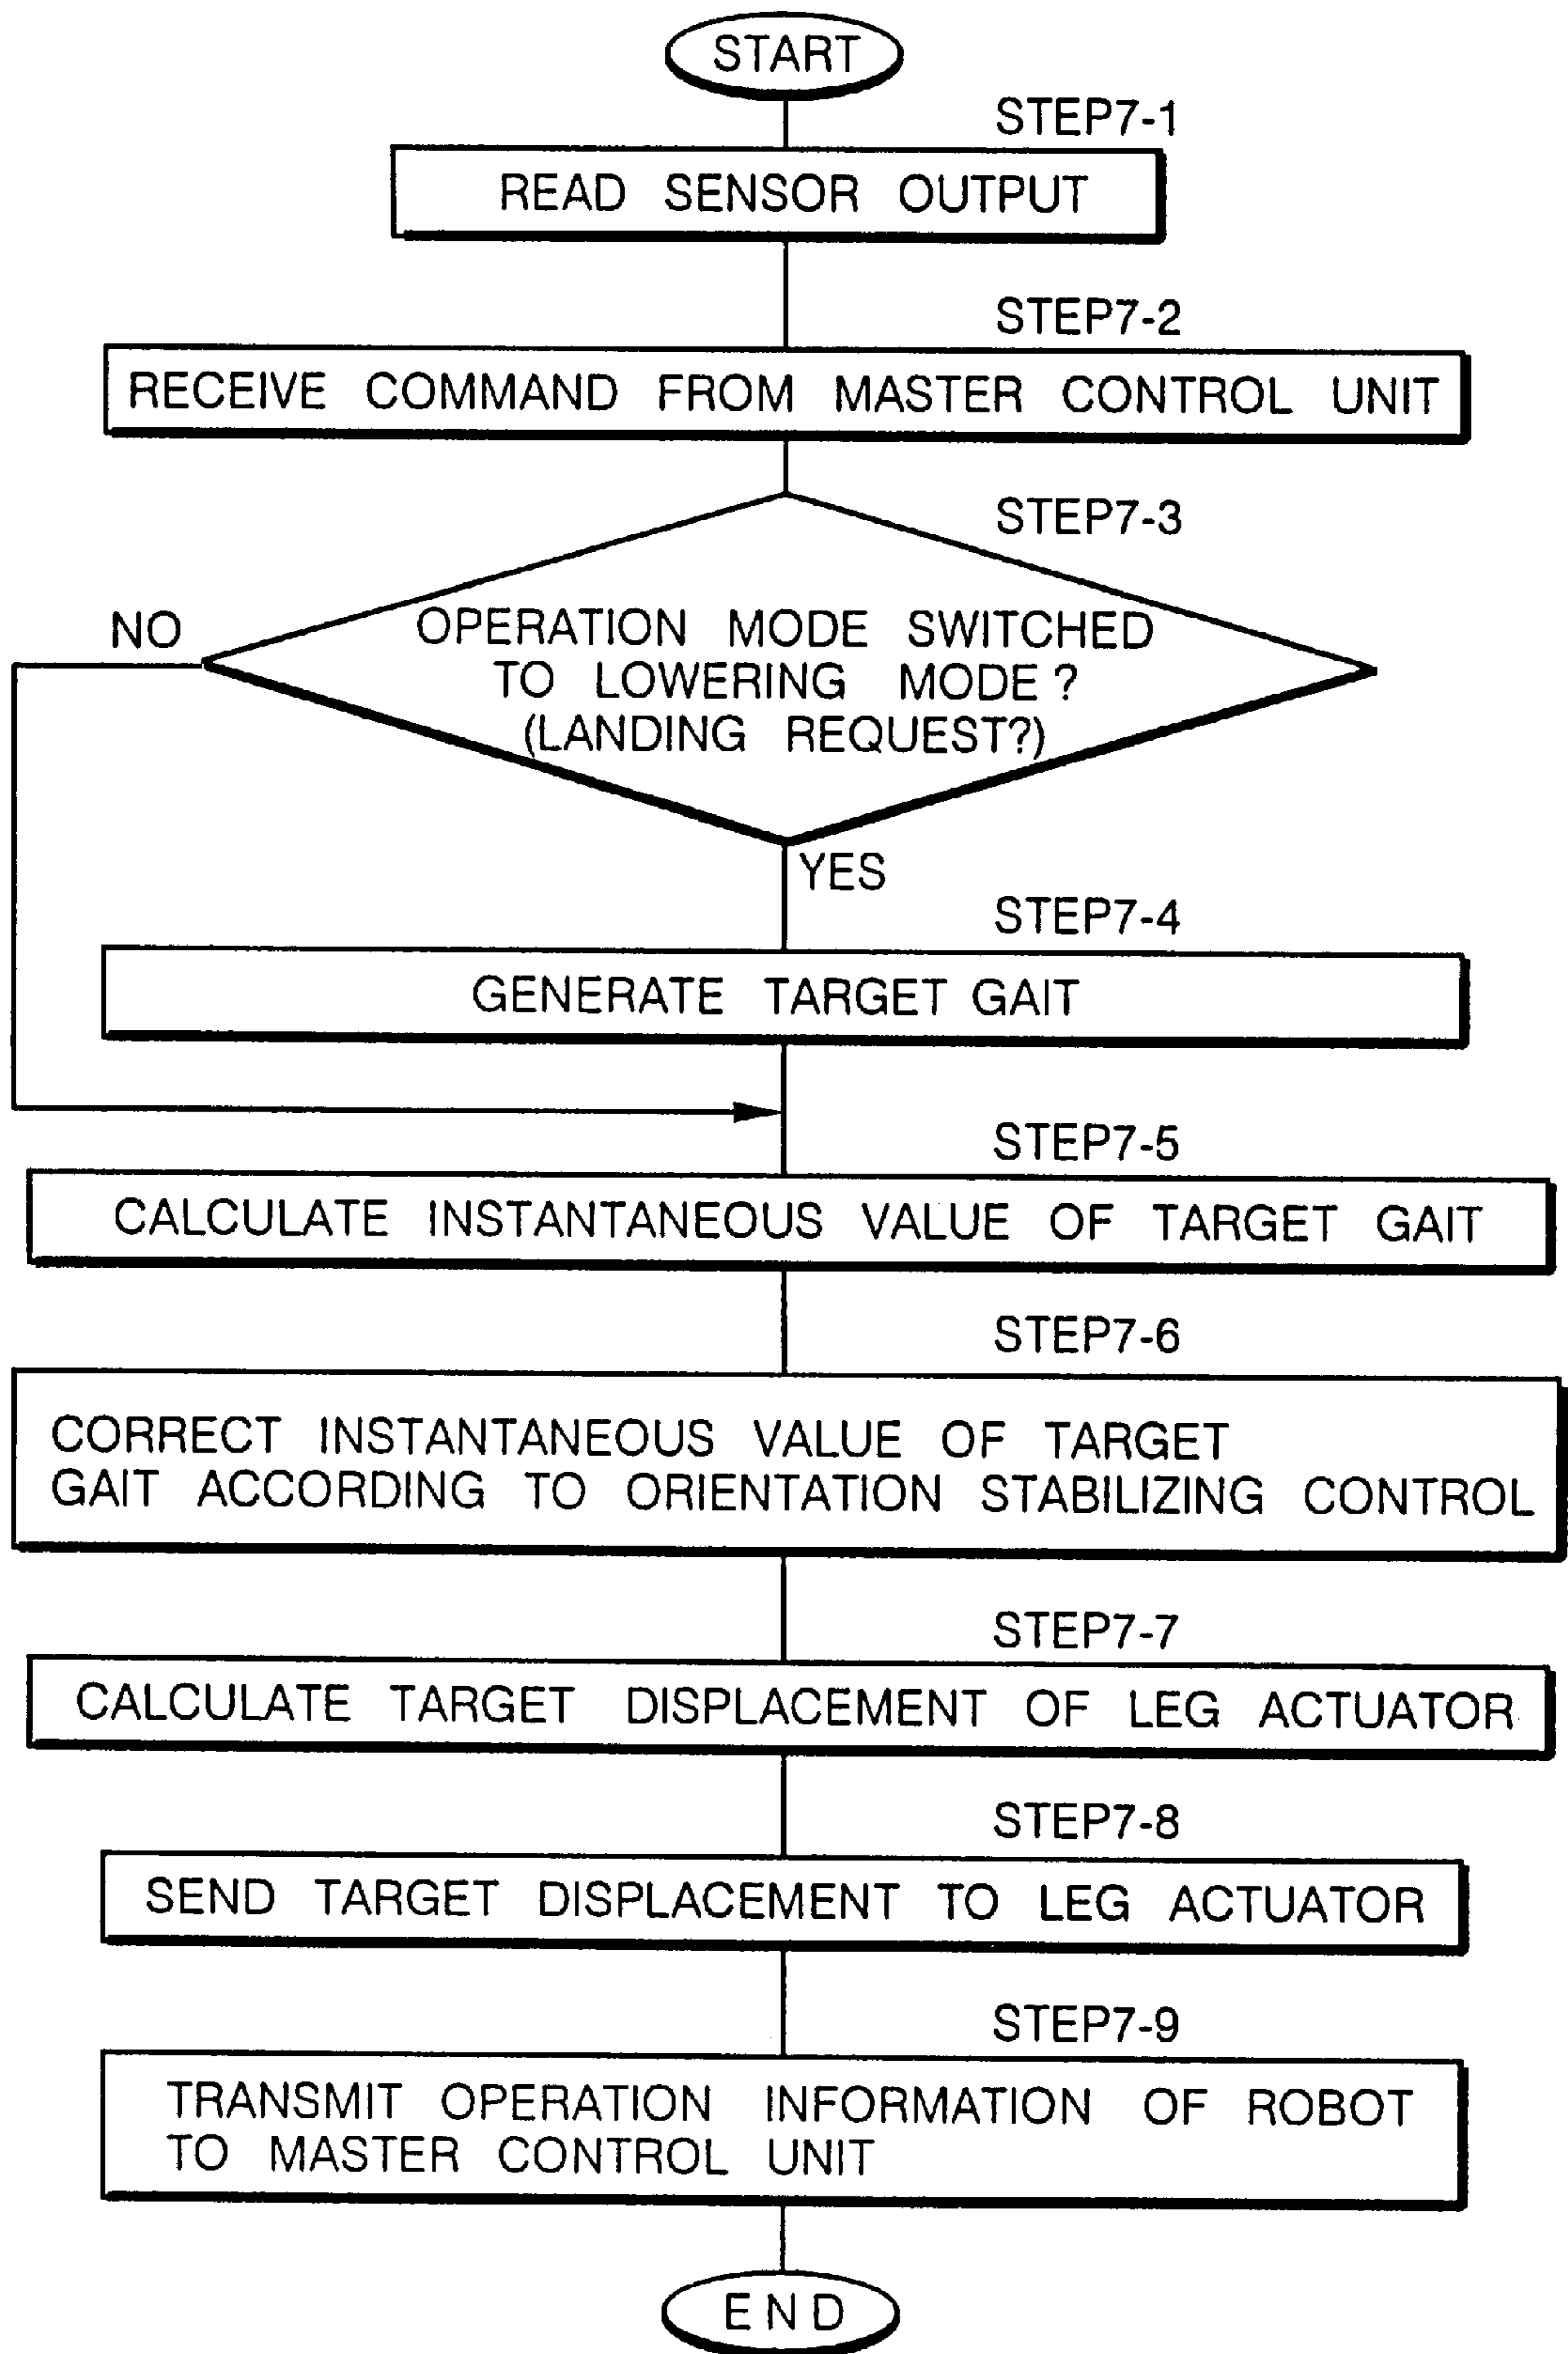 START
STEP7-1
READ SENSOR OUTPUT
STEP7-2
RECEIVE COMMAND FROM MASTER CONTROL UNIT
STEP7-3
NO
OPERATION MODE SWITCHED
TO LOWERING MODE?
(LANDING REQUEST?)
YES
STEP7-4
GENERATE TARGET GAIT
STEP7-5
CALCULATE INSTANTANEOUS VALUE OF TARGET GAIT
STEP7-6
CORRECT INSTANTANEOUS VALUE OF TARGET
GAIT ACCORDING TO ORIENTATION STABILIZING CONTROL
STEP7-7
CALCULATE TARGET DISPLACEMENT OF LEG ACTUATOR
STEP7-8
SEND TARGET DISPLACEMENT TO LEG ACTUATOR
STEP7-9
TRANSMIT OPERATION INFORMATION OF ROBOT
TO MASTER CONTROL UNIT
END